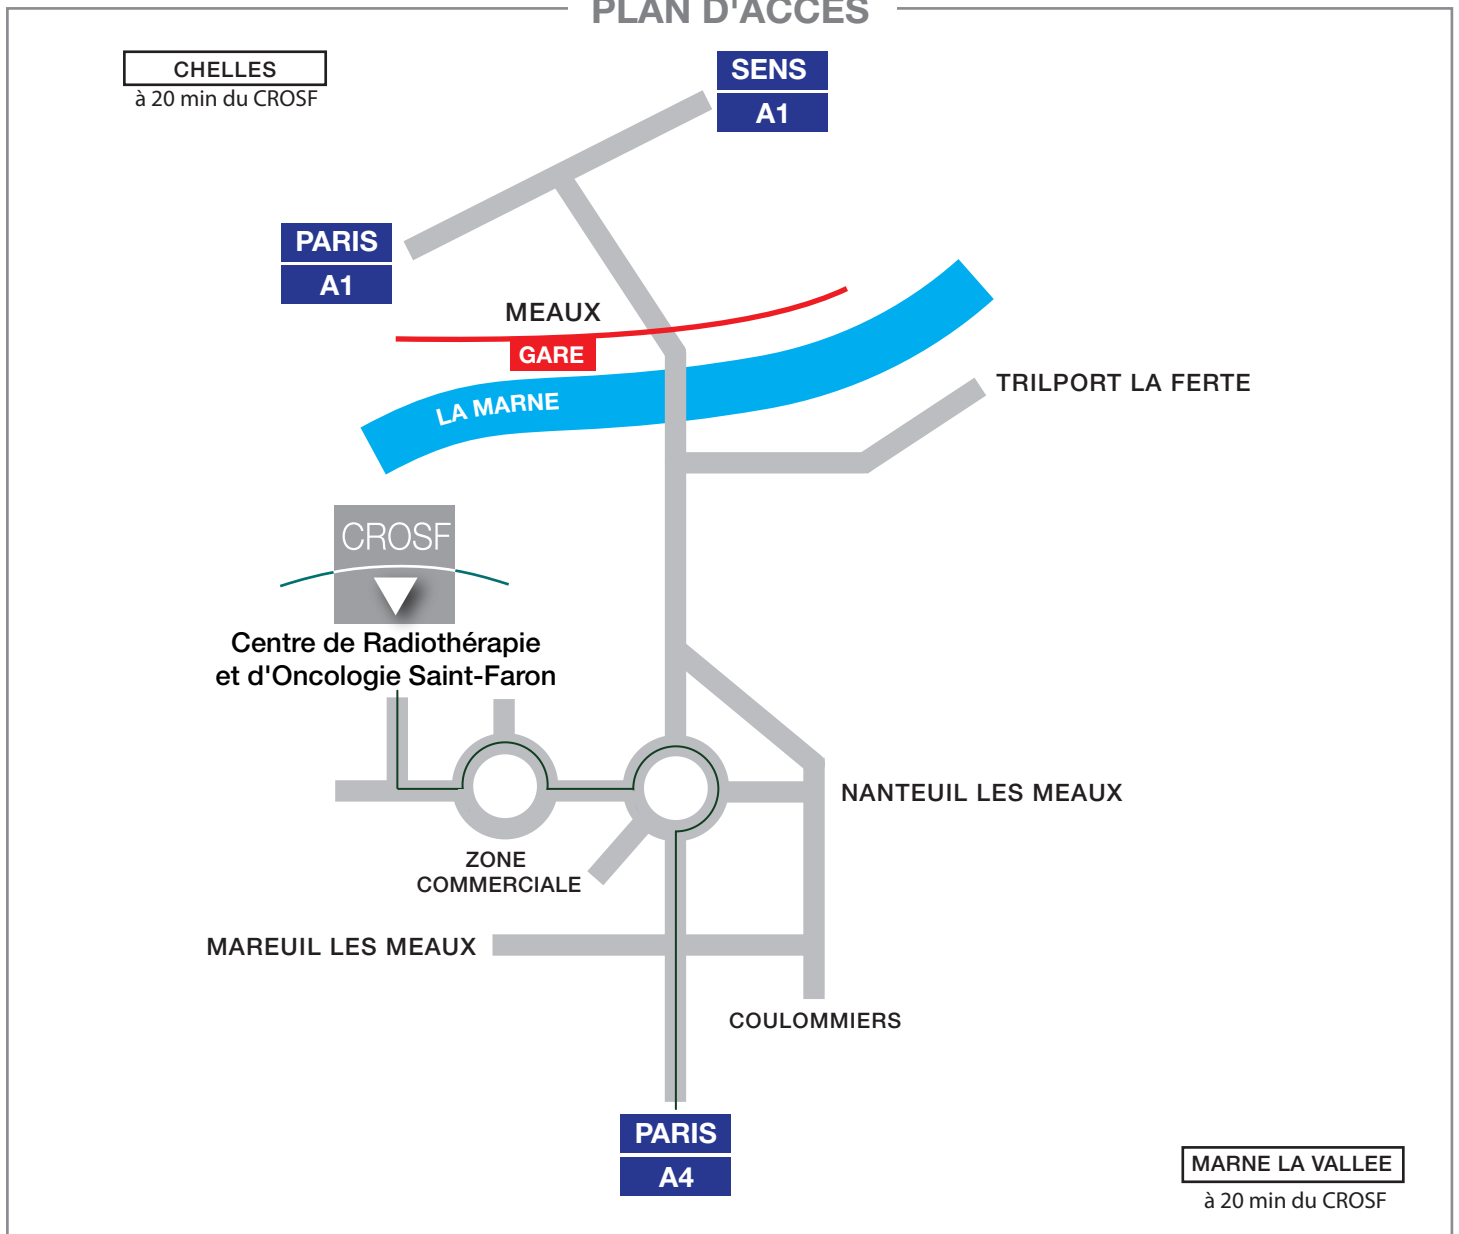 PLAN D'ACCES
CHELLES
à 20 min du CROSF
SENS
A1
PARIS
A1
MEAUX
GARE
LA MARNE
TRILPORT LA FERTE
CROSF
Centre de Radiothérapie
et d'Oncologie Saint-Faron
NANTEUIL LES MEAUX
ZONE
COMMERCIALE
MAREUIL LES MEAUX
COULOMMIERS
PARIS
A4
MARNE LA VALLEE
à 20 min du CROSF